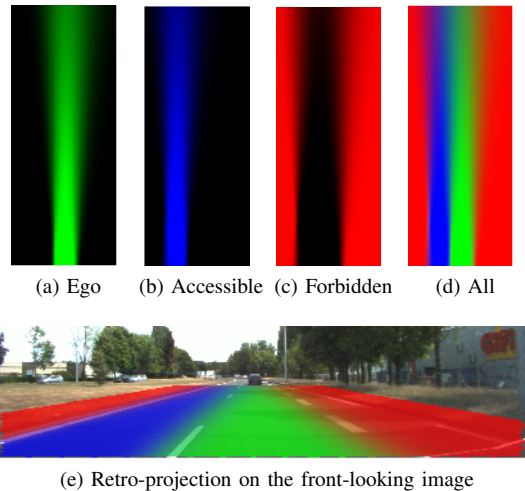 (a) Ego
(b) Accessible
(c) Forbidden
(d) All
(e) Retro-projection on the front-looking image